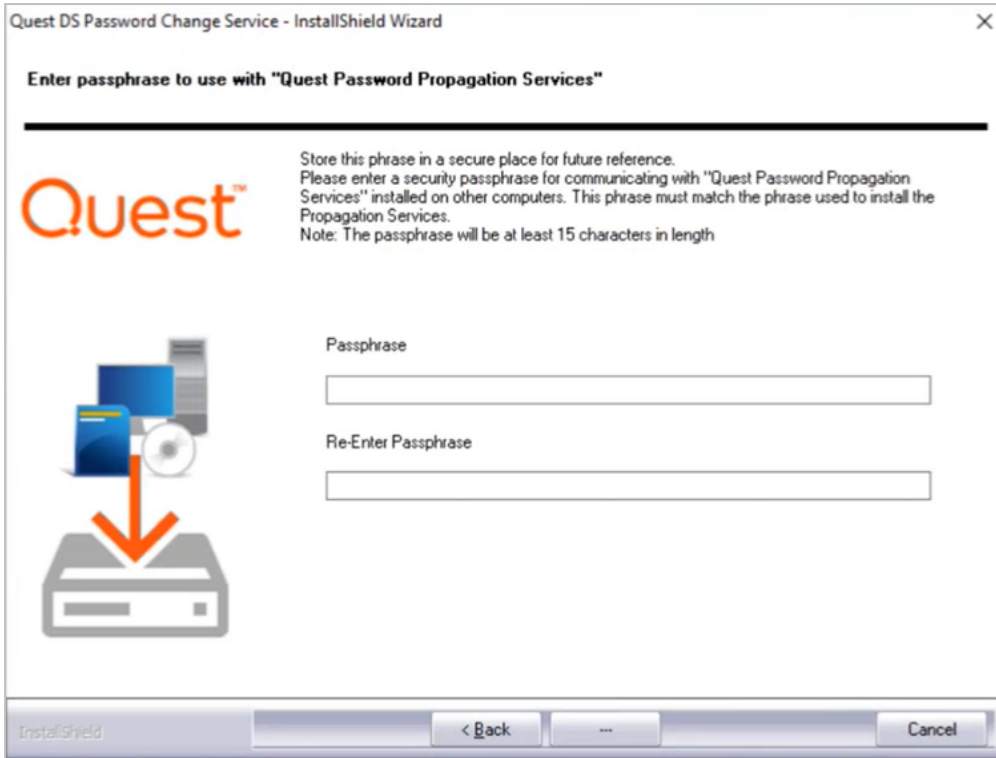 Quest DS Password Change Service - InstallShield Wizard
Enter passphrase to use with "Quest Password Propagation Services"
Store this phrase in a secure place for future reference.
Please enter a security passphrase for communicating with "Quest Password Propagation
Services" installed on other computers. This phrase must match the phrase used to install the
Propagation Services.
Note: The passphrase will be at least 15 characters in length
Quest™
Passphrase
Re-Enter Passphrase
InstallShield
< Back
---
Cancel